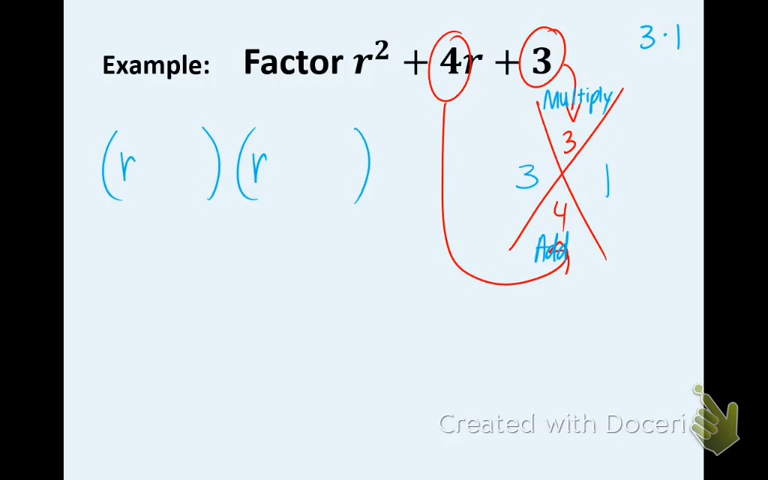 3·1
Example: Factor r² + 4r + 3
Multiply
3
(r )(r )
3 1
4
Add
Created with Doceri